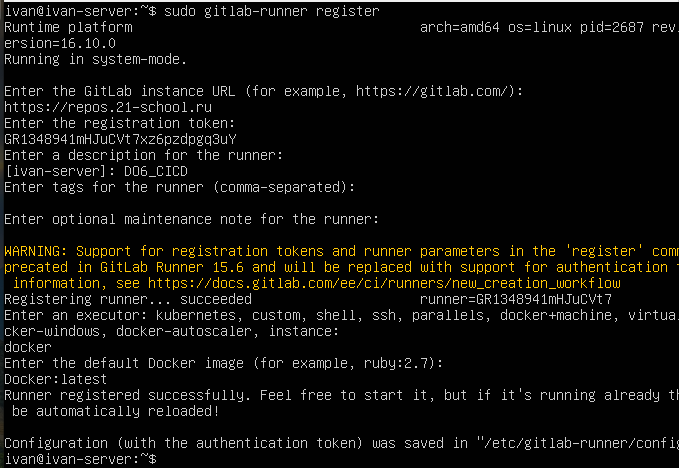 ivan@ivan-server:~$ sudo gitlab-runner register
Runtime platform arch=amd64 os=linux pid=2687 rev
ersion=16.10.0
Running in system-mode.
Enter the GitLab instance URL (for example, https://gitlab.com/):
https://repos.21-school.ru
Enter the registration token:
GR1348941mHJuCVt7xz6pzdpgq3uY
Enter a description for the runner:
[ivan-server]: DO6_CICD
Enter tags for the runner (comma-separated):
Enter optional maintenance note for the runner:
WARNING: Support for registration tokens and runner parameters in the 'register' com
precated in GitLab Runner 15.6 and will be replaced with support for authentication
information, see https://docs.gitlab.com/ee/ci/runners/new_creation_workflow
Registering runner... succeeded runner=GR1348941mHJuCVt7
Enter an executor: kubernetes, custom, shell, ssh, parallels, docker+machine, virtua
cker-windows, docker-autoscaler, instance:
docker
Enter the default Docker image (for example, ruby:2.7):
Docker:latest
Runner registered successfully. Feel free to start it, but if it's running already th
be automatically reloaded!
Configuration (with the authentication token) was saved in "/etc/gitlab-runner/config
ivan@ivan-server:~$